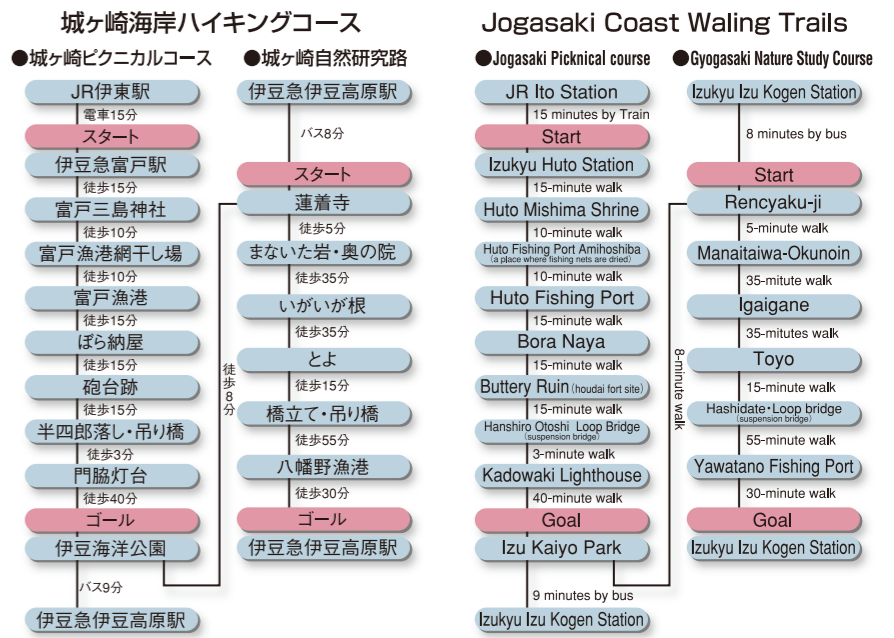 城ヶ崎海岸ハイキングコース
●城ヶ崎ピクニカルコース
JR伊東駅
電車15分
スタート
伊豆急富戸駅
徒歩15分
富戸三島神社
徒歩10分
富戸漁港網干し場
徒歩10分
富戸漁港
徒歩15分
ぼら納屋
徒歩15分
砲台跡
徒歩15分
半四郎落し・吊り橋
徒歩3分
門脇灯台
徒歩40分
ゴール
伊豆海洋公園
バス9分
伊豆急伊豆高原駅
徒歩8分
●城ヶ崎自然研究路
伊豆急伊豆高原駅
バス8分
スタート
蓮着寺
徒歩5分
まないた岩・奥の院
徒歩35分
いがいが根
徒歩35分
とよ
徒歩15分
橋立て・吊り橋
徒歩55分
八幡野漁港
徒歩30分
ゴール
伊豆急伊豆高原駅
Jogasaki Coast Waling Trails
●Jogasaki Picknical course
JR Ito Station
15 minutes by Train
Start
Izukyu Huto Station
15-minute walk
Huto Mishima Shrine
10-minute walk
Huto Fishing Port Amihoshiba
(a place where fishing nets are dried)
10-minute walk
Huto Fishing Port
15-minute walk
Bora Naya
15-minute walk
Buttery Ruin (houdai fort site)
15-minute walk
Hanshiro Otoshi Loop Bridge
(suspension bridge)
3-minute walk
Kadowaki Lighthouse
40-minute walk
Goal
Izu Kaiyo Park
9 minutes by bus
Izukyu Izu Kogen Station
8-minute walk
●Gyogasaki Nature Study Course
Izukyu Izu Kogen Station
8 minutes by bus
Start
Rencyaku-ji
5-minute walk
Manaitaiwa-Okunoin
35-mitute walk
Igaigane
35-mitutes walk
Toyo
15-minute walk
Hashidate・Loop bridge
(suspension bridge)
55-minute walk
Yawatano Fishing Port
30-minute walk
Goal
Izukyu Izu Kogen Station